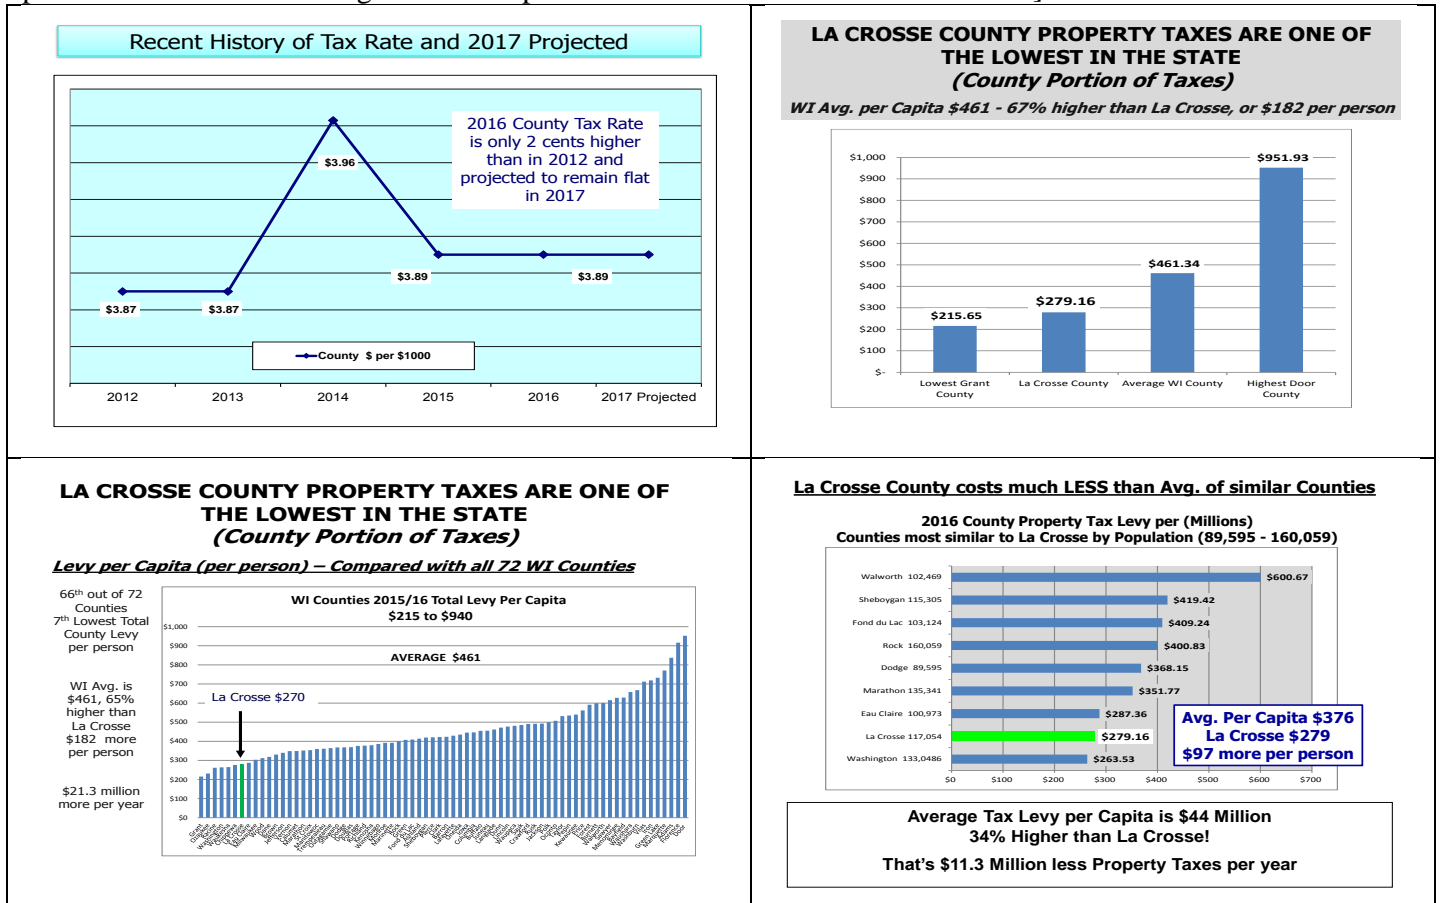 Recent History of Tax Rate and 2017 Projected
2016 County Tax Rate
is only 2 cents higher
than in 2012 and
projected to remain flat
in 2017
$3.96
$3.89
$3.89
$3.87
$3.87
County $ per $1000
2012 2013 2014 2015 2016 2017 Projected
LA CROSSE COUNTY PROPERTY TAXES ARE ONE OF
THE LOWEST IN THE STATE
(County Portion of Taxes)
WI Avg. per Capita $461 - 67% higher than La Crosse, or $182 per person
$1,000
$900
$800
$700
$600
$500
$400
$300
$200
$100
$-
$215.65
$279.16
$461.34
$951.93
Lowest Grant
County
La Crosse County
Average WI County
Highest Door
County
LA CROSSE COUNTY PROPERTY TAXES ARE ONE OF
THE LOWEST IN THE STATE
(County Portion of Taxes)
Levy per Capita (per person) – Compared with all 72 WI Counties
66th out of 72
Counties
7th Lowest Total
County Levy
per person
WI Avg. is
$461, 65%
higher than
La Crosse
$182 more
per person
$21.3 million
more per year
WI Counties 2015/16 Total Levy Per Capita
$215 to $940
AVERAGE $461
La Crosse $270
$1,000
$900
$800
$700
$600
$500
$400
$300
$200
$100
$0
La Crosse County costs much LESS than Avg. of similar Counties
2016 County Property Tax Levy per (Millions)
Counties most similar to La Crosse by Population (89,595 - 160,059)
Walworth 102,469 $600.67
Sheboygan 115,305 $419.42
Fond du Lac 103,124 $409.24
Rock 160,059 $400.83
Dodge 89,595 $368.15
Marathon 135,341 $351.77
Eau Claire 100,973 $287.36
La Crosse 117,054 $279.16
Washington 133,0486 $263.53
$0 $100 $200 $300 $400 $500 $600 $700
Avg. Per Capita $376
La Crosse $279
$97 more per person
Average Tax Levy per Capita is $44 Million
34% Higher than La Crosse!
That's $11.3 Million less Property Taxes per year